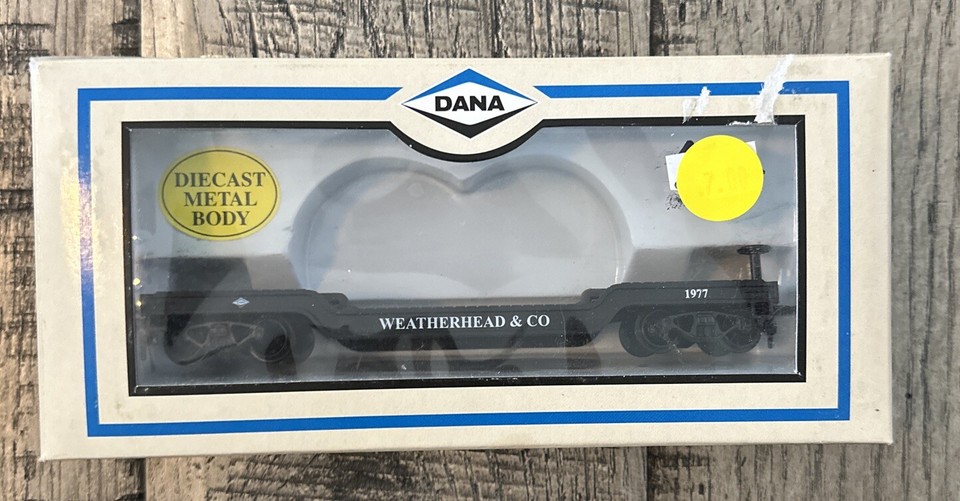 DANA
DIECAST
METAL
BODY
1977
WEATHERHEAD & CO